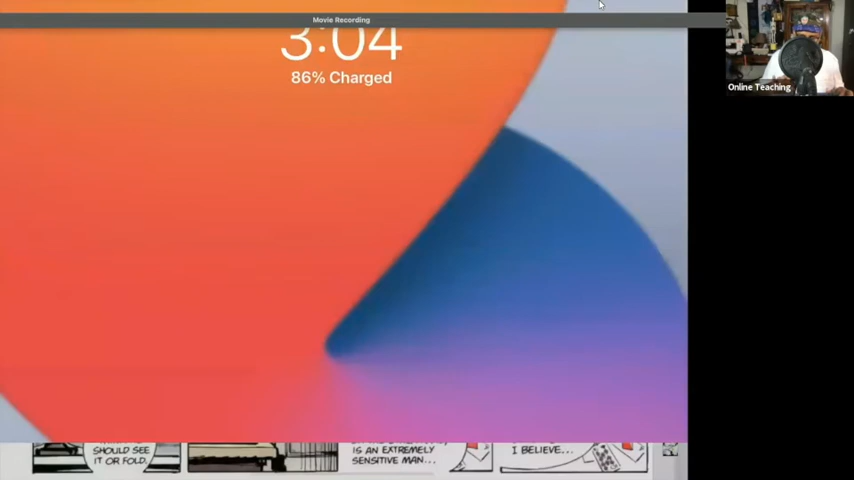 Movie Recording
3:04
86% Charged
Online Teaching
SHOULD SEE
IT OR FOLD.
IS AN EXTREMELY
SENSITIVE MAN...
I BELIEVE...